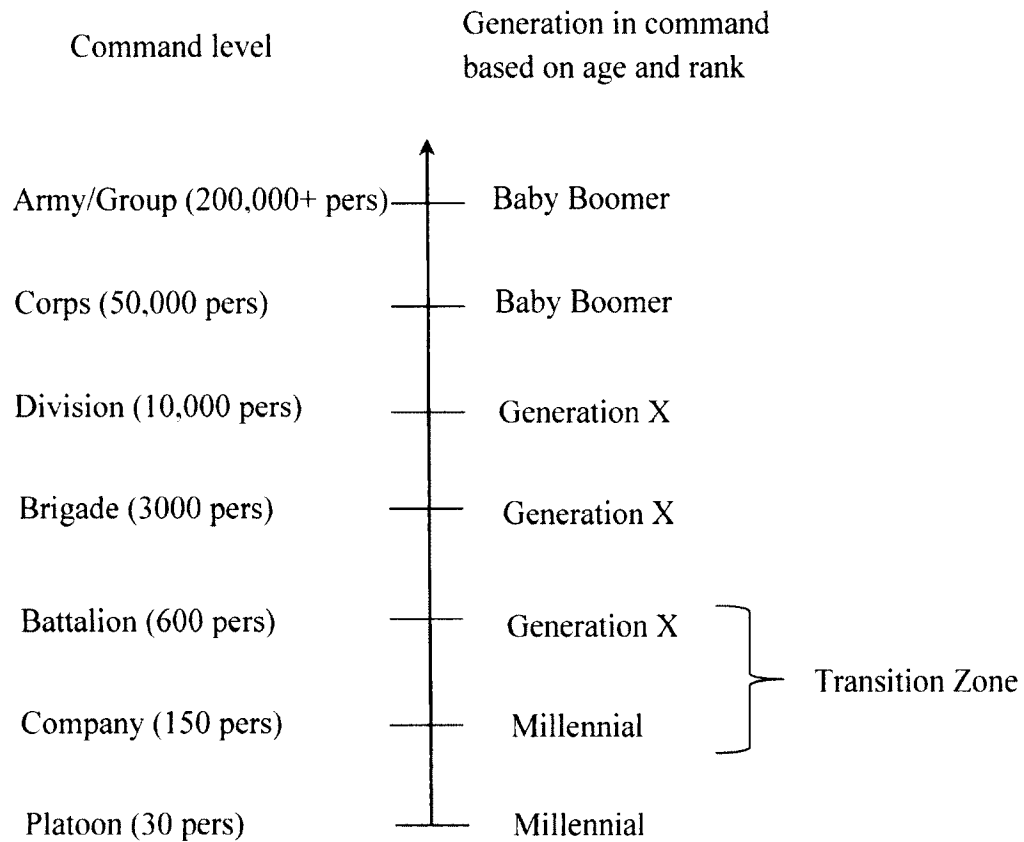 Command level
Generation in command
based on age and rank
Army/Group (200,000+ pers)
Baby Boomer
Corps (50,000 pers)
Baby Boomer
Division (10,000 pers)
Generation X
Brigade (3000 pers)
Generation X
Battalion (600 pers)
Generation X
Transition Zone
Company (150 pers)
Millennial
Platoon (30 pers)
Millennial